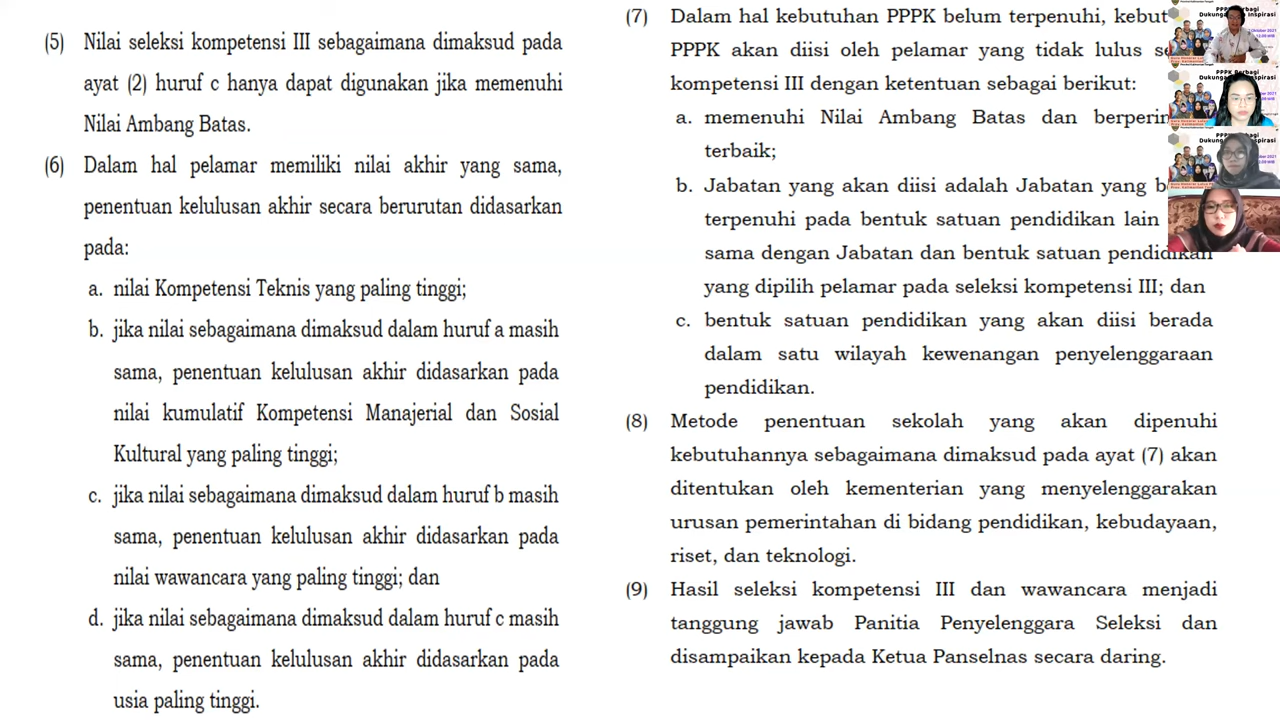 (5) Nilai seleksi kompetensi III sebagaimana dimaksud pada
ayat (2) huruf c hanya dapat digunakan jika memenuhi
Nilai Ambang Batas.
(6) Dalam hal pelamar memiliki nilai akhir yang sama,
penentuan kelulusan akhir secara berurutan didasarkan
pada:
a. nilai Kompetensi Teknis yang paling tinggi;
b. jika nilai sebagaimana dimaksud dalam huruf a masih
sama, penentuan kelulusan akhir didasarkan pada
nilai kumulatif Kompetensi Manajerial dan Sosial
Kultural yang paling tinggi;
c. jika nilai sebagaimana dimaksud dalam huruf b masih
sama, penentuan kelulusan akhir didasarkan pada
nilai wawancara yang paling tinggi; dan
d. jika nilai sebagaimana dimaksud dalam huruf c masih
sama, penentuan kelulusan akhir didasarkan pada
usia paling tinggi.
(7) Dalam hal kebutuhan PPPK belum terpenuhi,
PPPK akan diisi oleh pelamar yang tidak lulus
kompetensi III dengan ketentuan sebagai berikut:
a. memenuhi Nilai Ambang Batas dan
terbaik;
b. Jabatan yang akan diisi adalah Jabatan yang
terpenuhi pada bentuk satuan pendidikan lain
sama dengan Jabatan dan bentuk satuan pendidikan
yang dipilih pelamar pada seleksi kompetensi III; dan
c. bentuk satuan pendidikan yang akan diisi berada
dalam satu wilayah kewenangan penyelenggaraan
pendidikan.
(8) Metode penentuan sekolah yang akan dipenuhi
kebutuhannya sebagaimana dimaksud pada ayat (7) akan
ditentukan oleh kementerian yang menyelenggarakan
urusan pemerintahan di bidang pendidikan, kebudayaan,
riset, dan teknologi.
(9) Hasil seleksi kompetensi III dan wawancara menjadi
tanggung jawab Panitia Penyelenggara Seleksi dan
disampaikan kepada Ketua Panselnas secara daring.